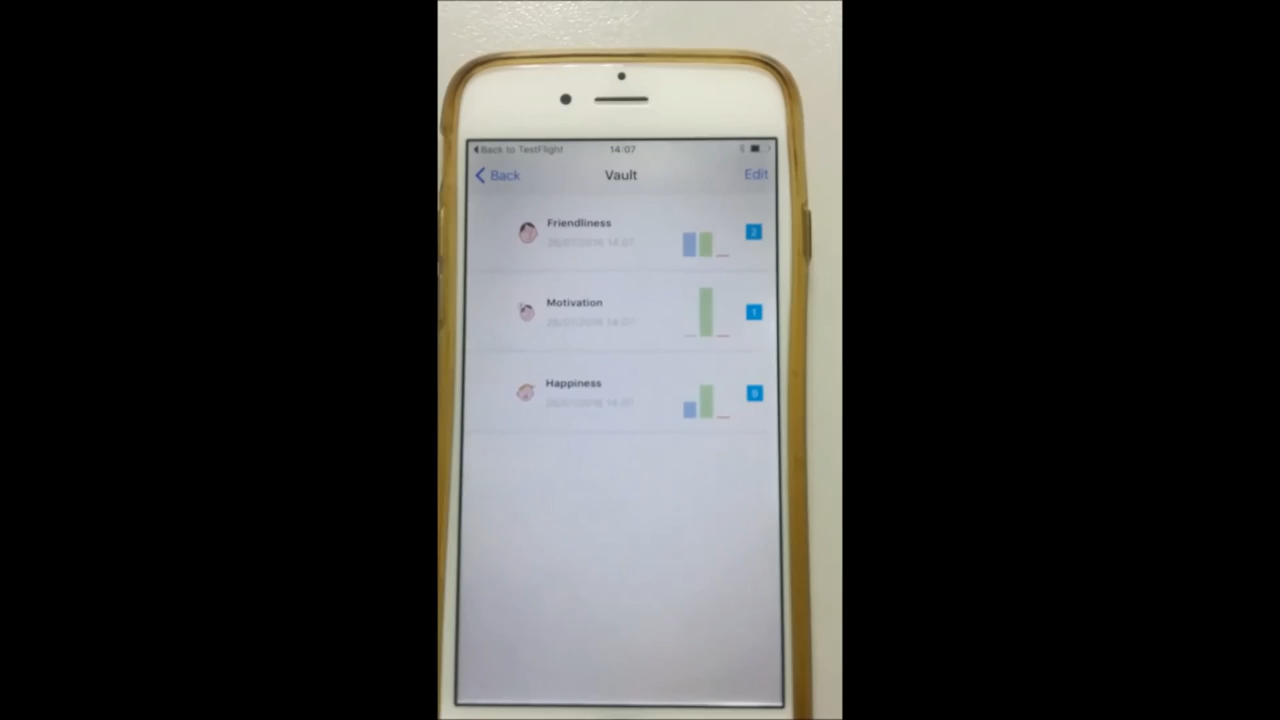 Back to TestFlight 14:07
Back Vault Edit
Friendliness
2
Motivation
1
Happiness